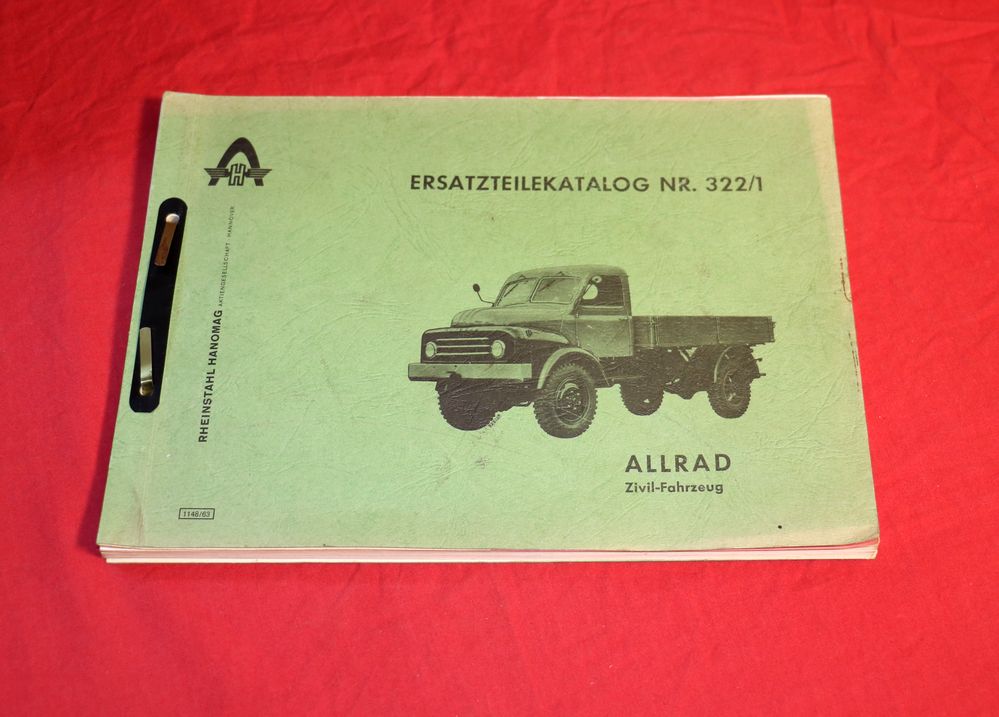 ERSATZTEILEKATALOG NR. 322/1
RHEINSTAHL HANOMAG AKTIENGESELLSCHAFT · HANNOVER
ALLRAD
Zivil-Fahrzeug
1148/63